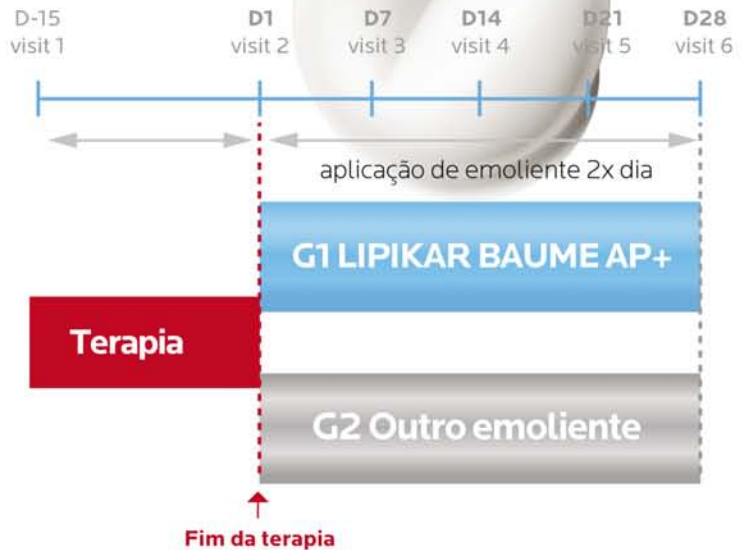 D-15 D1 D7 D14 D21 D28
visit 1 visit 2 visit 3 visit 4 visit 5 visit 6
aplicação de emoliente 2x dia
G1 LIPIKAR BAUME AP+
Terapia
G2 Outro emoliente
Fim da terapia